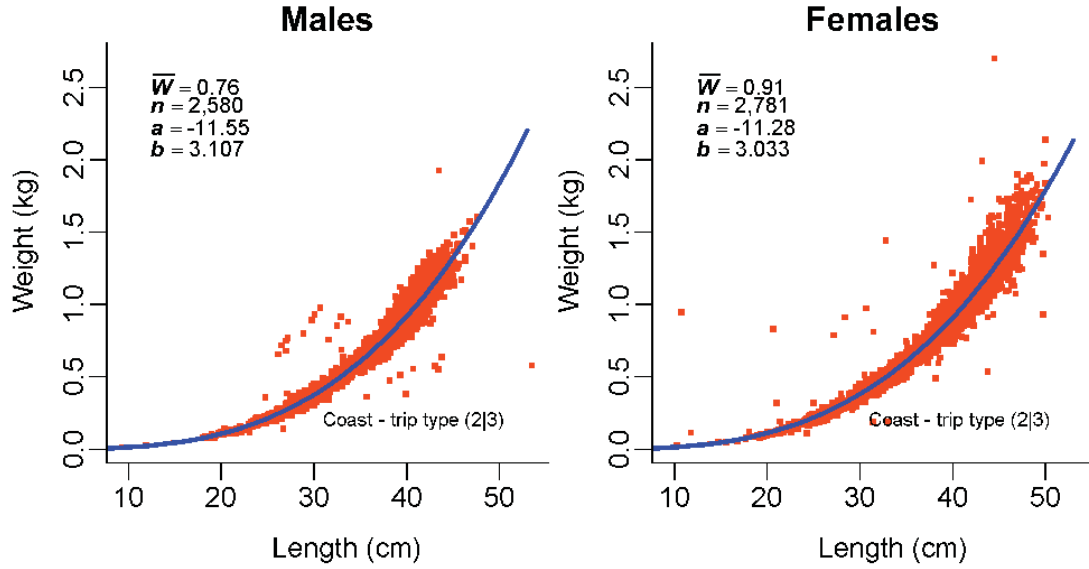 Males
Weight (kg)
2.5
2.0
1.5
1.0
0.5
0.0
W = 0.76
n = 2,580
a = -11.55
b = 3.107
Coast - trip type (2|3)
10 20 30 40 50
Length (cm)
Females
Weight (kg)
2.5
2.0
1.5
1.0
0.5
0.0
W = 0.91
n = 2,781
a = -11.28
b = 3.033
Coast - trip type (2|3)
10 20 30 40 50
Length (cm)